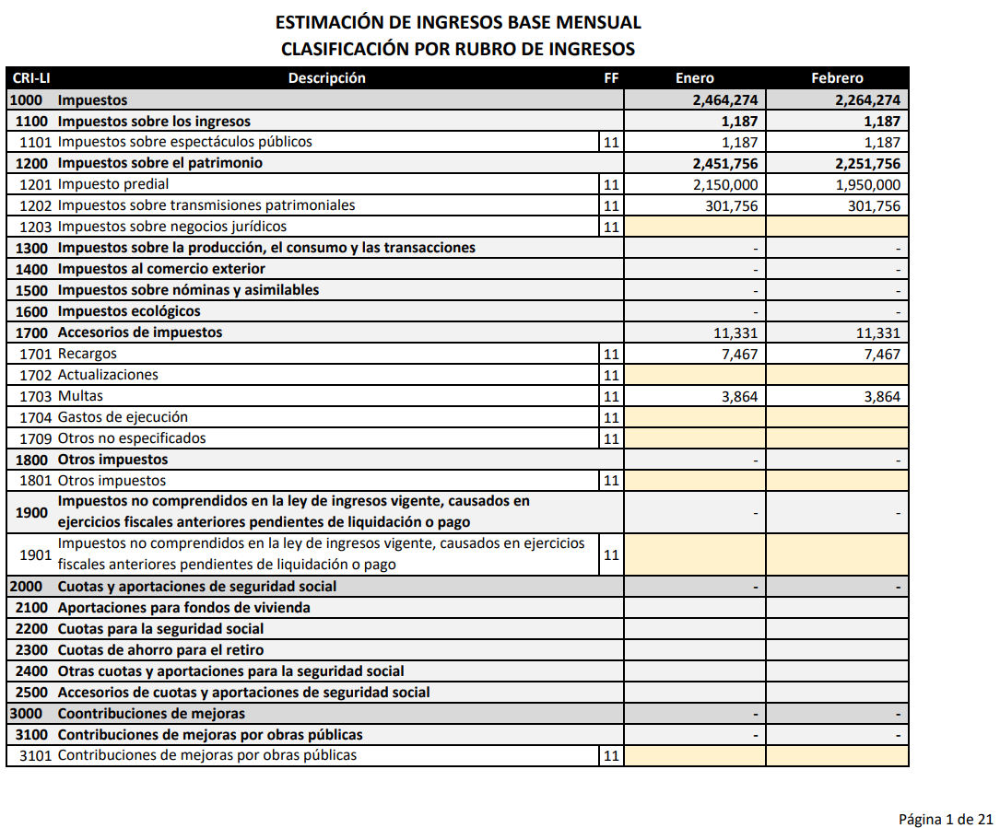 ESTIMACIÓN DE INGRESOS BASE MENSUAL
CLASIFICACIÓN POR RUBRO DE INGRESOS
CRI-LI Descripción FF Enero Febrero
1000 Impuestos 2,464,274 2,264,274
1100 Impuestos sobre los ingresos 1,187 1,187
1101 Impuestos sobre espectáculos públicos 11 1,187 1,187
1200 Impuestos sobre el patrimonio 2,451,756 2,251,756
1201 Impuesto predial 11 2,150,000 1,950,000
1202 Impuestos sobre transmisiones patrimoniales 11 301,756 301,756
1203 Impuestos sobre negocios jurídicos 11
1300 Impuestos sobre la producción, el consumo y las transacciones - -
1400 Impuestos al comercio exterior - -
1500 Impuestos sobre nóminas y asimilables - -
1600 Impuestos ecológicos - -
1700 Accesorios de impuestos 11,331 11,331
1701 Recargos 11 7,467 7,467
1702 Actualizaciones 11
1703 Multas 11 3,864 3,864
1704 Gastos de ejecución 11
1709 Otros no especificados 11
1800 Otros impuestos - -
1801 Otros impuestos 11
1900 Impuestos no comprendidos en la ley de ingresos vigente, causados en
ejercicios fiscales anteriores pendientes de liquidación o pago - -
1901 Impuestos no comprendidos en la ley de ingresos vigente, causados en ejercicios
fiscales anteriores pendientes de liquidación o pago 11
2000 Cuotas y aportaciones de seguridad social - -
2100 Aportaciones para fondos de vivienda
2200 Cuotas para la seguridad social
2300 Cuotas de ahorro para el retiro
2400 Otras cuotas y aportaciones para la seguridad social
2500 Accesorios de cuotas y aportaciones de seguridad social
3000 Coontribuciones de mejoras - -
3100 Contribuciones de mejoras por obras públicas - -
3101 Contribuciones de mejoras por obras públicas 11
Página 1 de 21